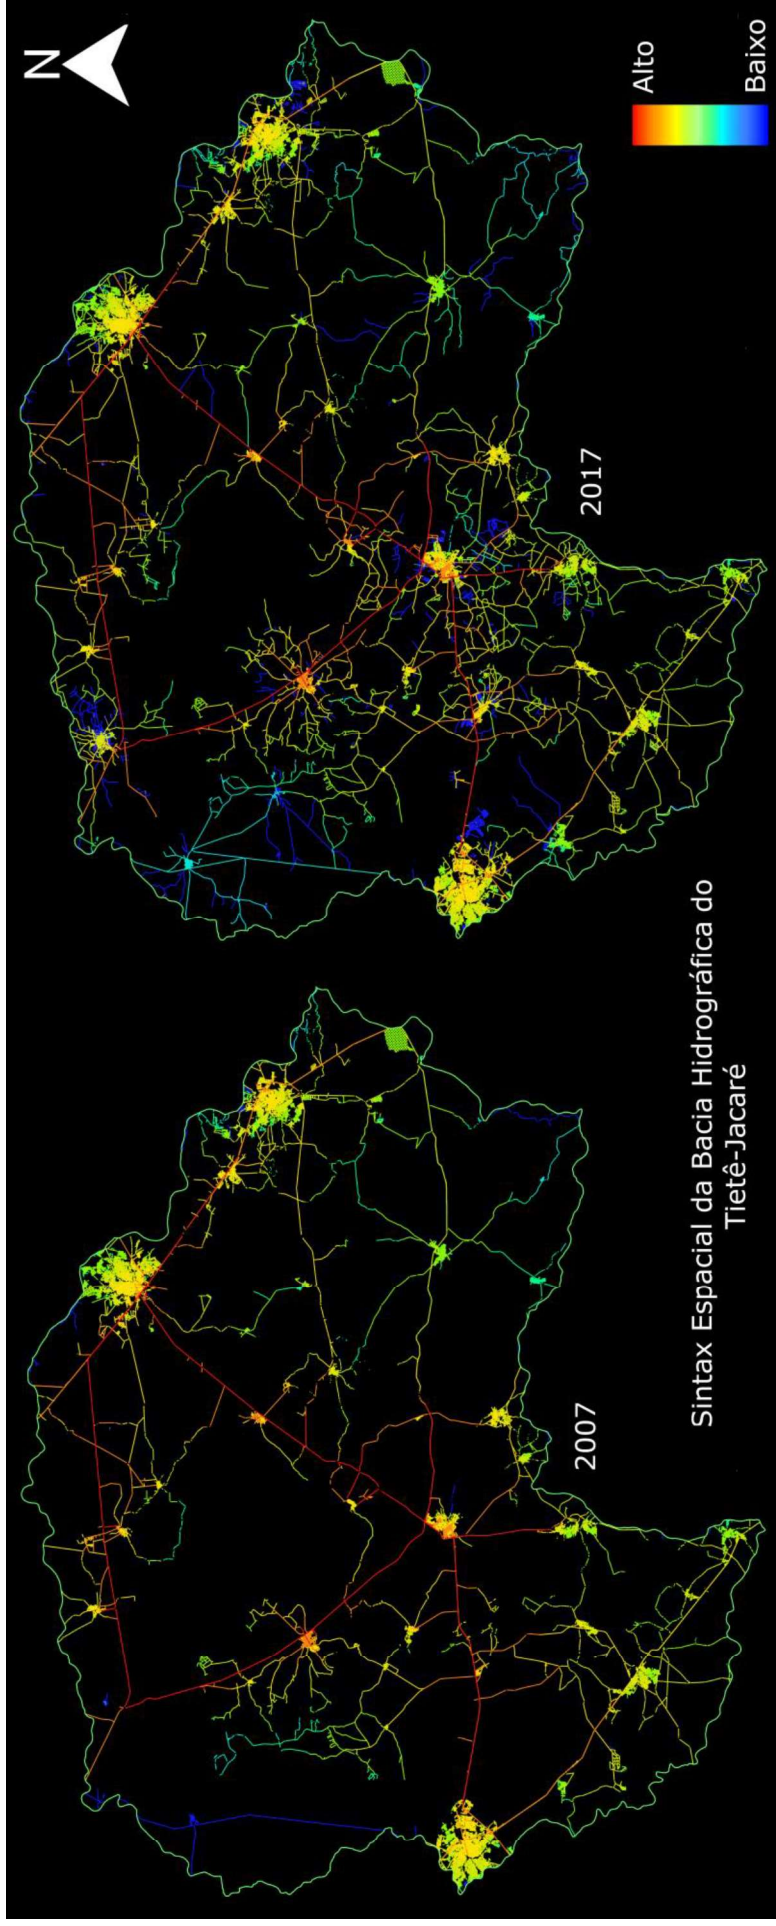 N
Alto
Baixo
2007
2017
Sintax Espacial da Bacia Hidrográfica do
Tietê-Jacaré